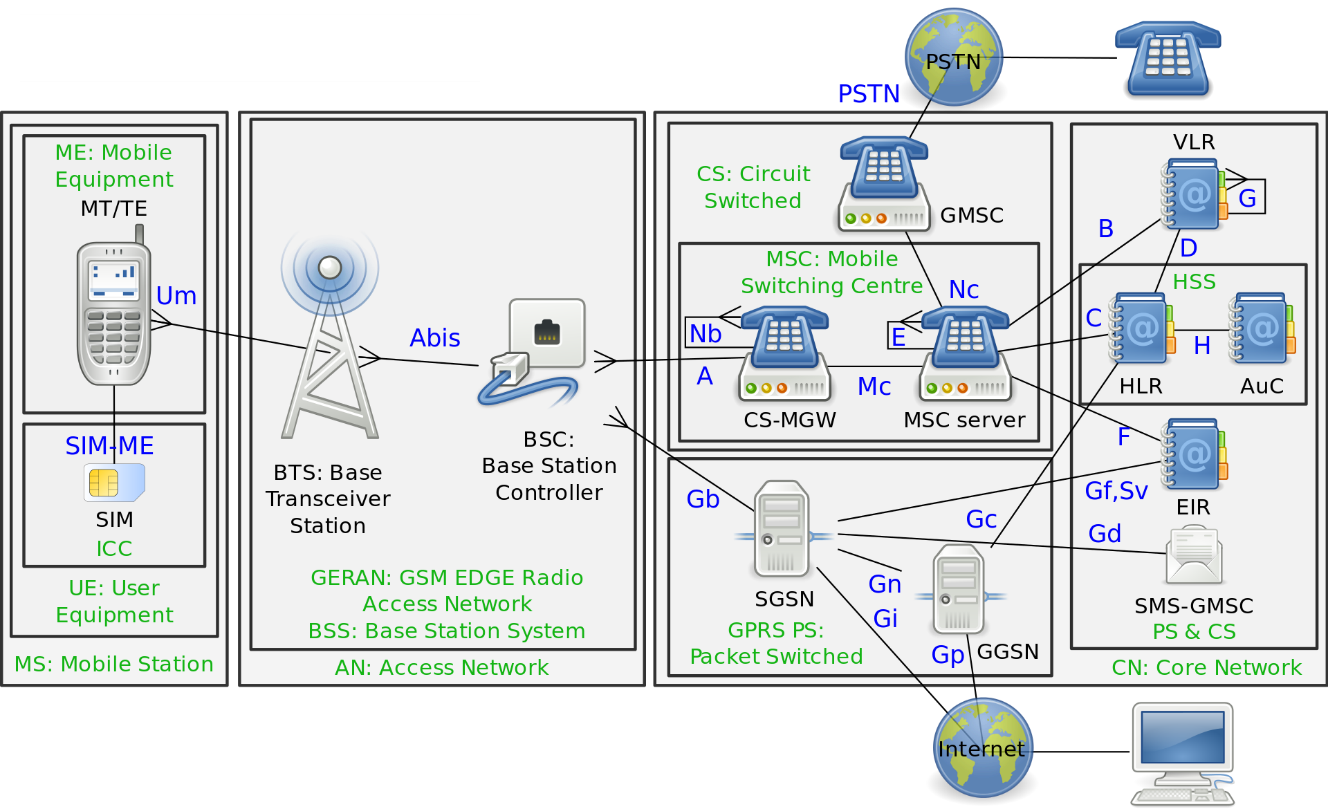 PSTN
PSTN
ME: Mobile
Equipment
MT/TE
Um
SIM-ME
SIM
ICC
UE: User
Equipment
MS: Mobile Station
Abis
BTS: Base
Transceiver
Station
BSC:
Base Station
Controller
GERAN: GSM EDGE Radio
Access Network
BSS: Base Station System
AN: Access Network
CS: Circuit
Switched
GMSC
MSC: Mobile
Switching Centre
Nc
Nb
E
A
Mc
CS-MGW
MSC server
Gb
SGSN
GPRS PS:
Packet Switched
Gn
Gi
Gp
GGSN
Gc
VLR
G
B
D
HSS
C
H
HLR
AuC
F
Gf,Sv
EIR
Gd
SMS-GMSC
PS & CS
CN: Core Network
Internet